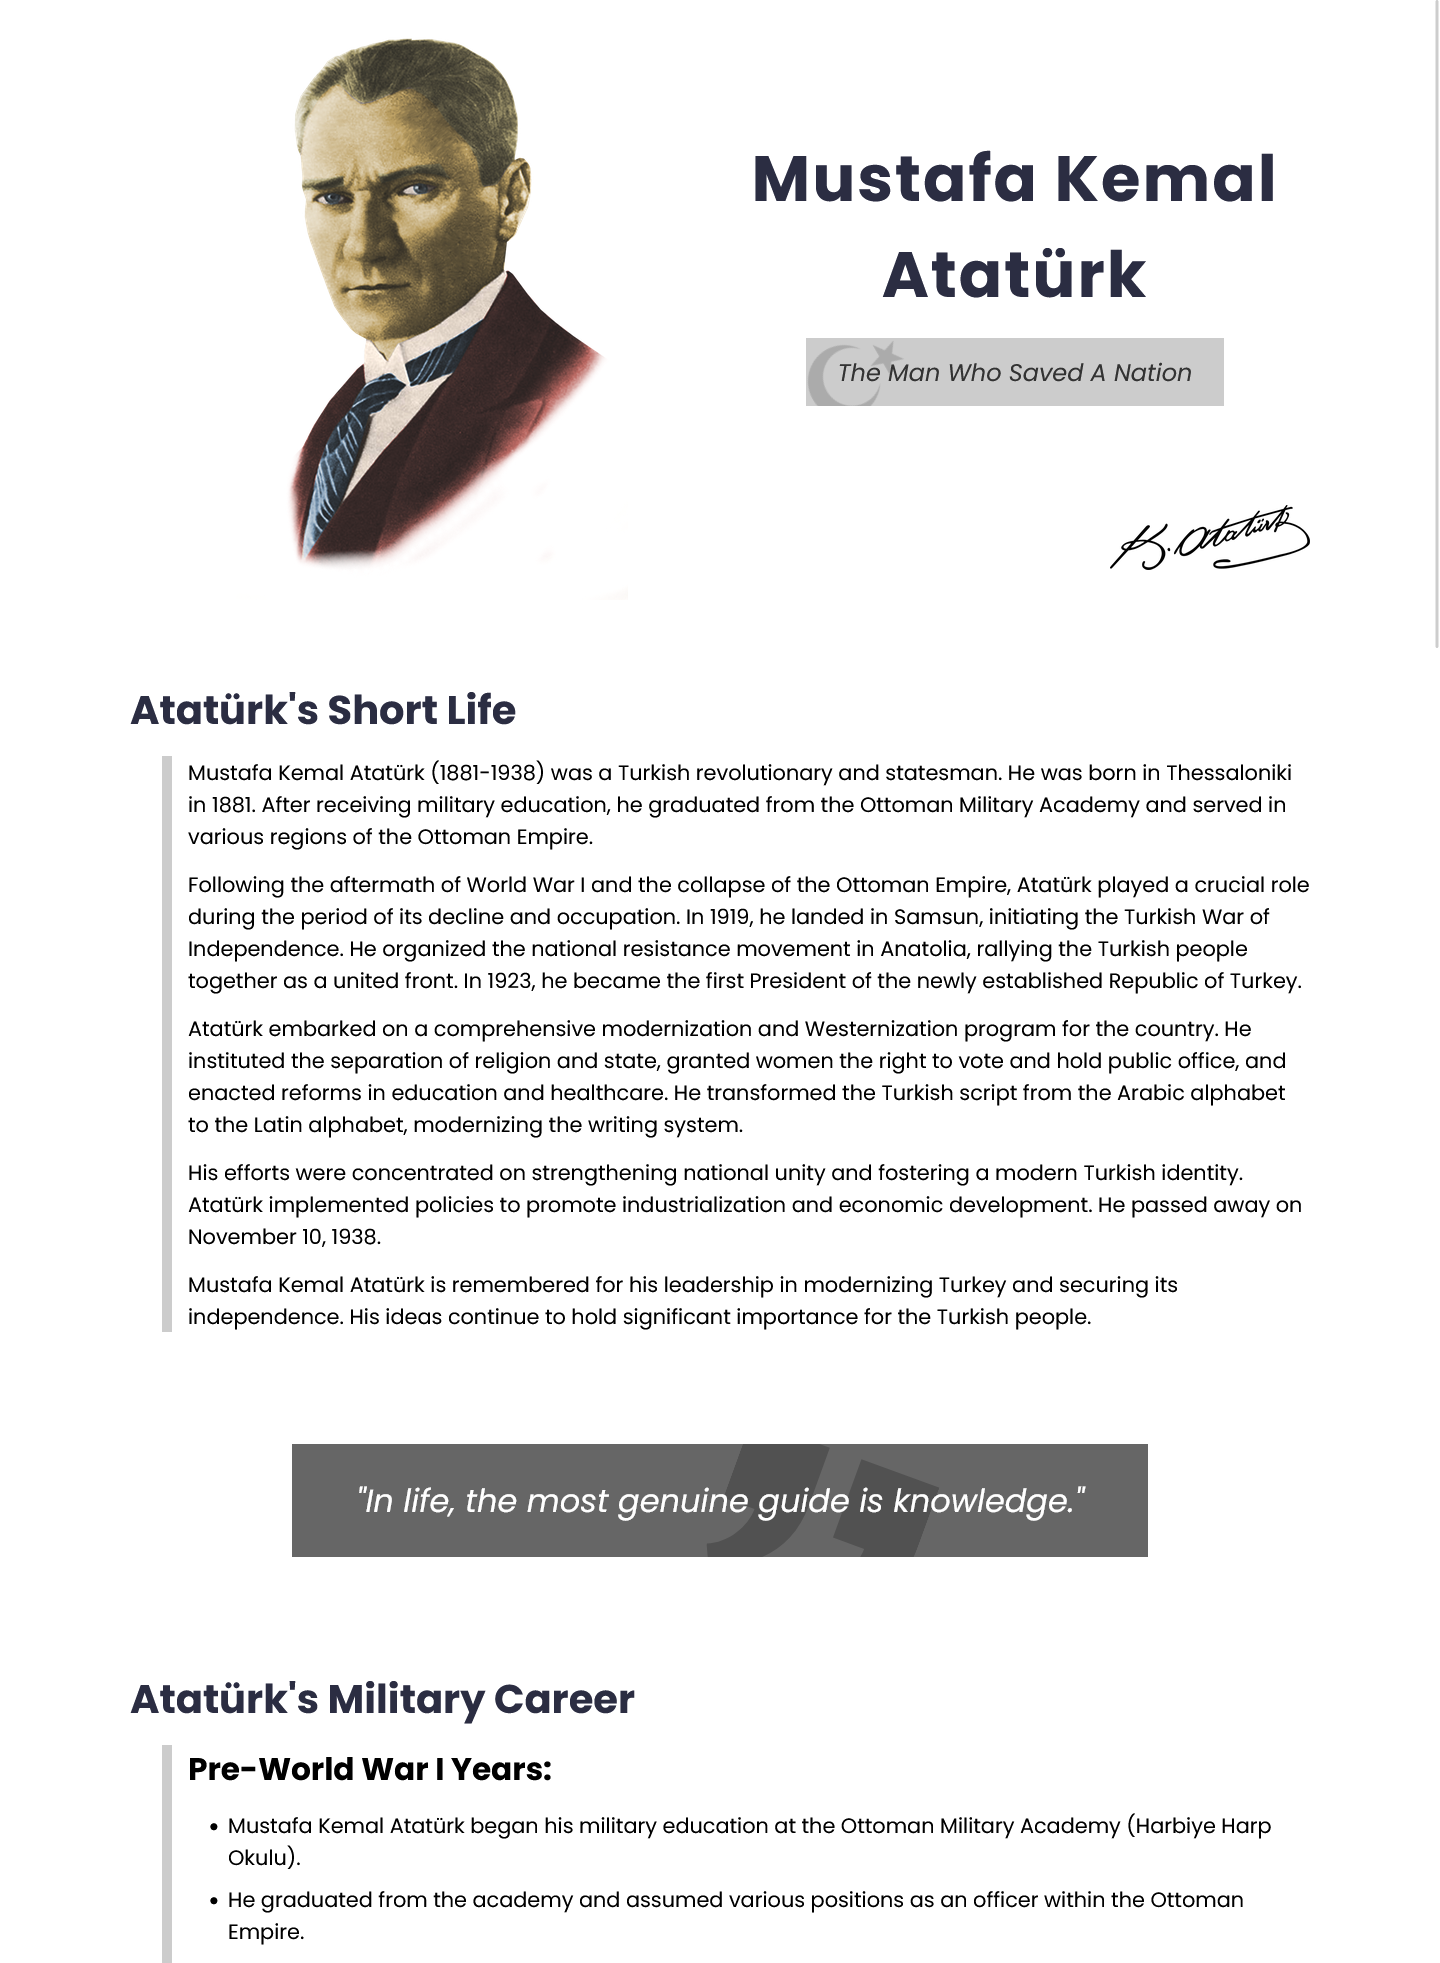 Mustafa Kemal
Atatürk
The Man Who Saved A Nation
K. Atatürk
Atatürk's Short Life
Mustafa Kemal Atatürk (1881-1938) was a Turkish revolutionary and statesman. He was born in Thessaloniki
in 1881. After receiving military education, he graduated from the Ottoman Military Academy and served in
various regions of the Ottoman Empire.
Following the aftermath of World War I and the collapse of the Ottoman Empire, Atatürk played a crucial role
during the period of its decline and occupation. In 1919, he landed in Samsun, initiating the Turkish War of
Independence. He organized the national resistance movement in Anatolia, rallying the Turkish people
together as a united front. In 1923, he became the first President of the newly established Republic of Turkey.
Atatürk embarked on a comprehensive modernization and Westernization program for the country. He
instituted the separation of religion and state, granted women the right to vote and hold public office, and
enacted reforms in education and healthcare. He transformed the Turkish script from the Arabic alphabet
to the Latin alphabet, modernizing the writing system.
His efforts were concentrated on strengthening national unity and fostering a modern Turkish identity.
Atatürk implemented policies to promote industrialization and economic development. He passed away on
November 10, 1938.
Mustafa Kemal Atatürk is remembered for his leadership in modernizing Turkey and securing its
independence. His ideas continue to hold significant importance for the Turkish people.
"In life, the most genuine guide is knowledge."
Atatürk's Military Career
Pre-World War I Years:
• Mustafa Kemal Atatürk began his military education at the Ottoman Military Academy (Harbiye Harp
Okulu).
• He graduated from the academy and assumed various positions as an officer within the Ottoman
Empire.